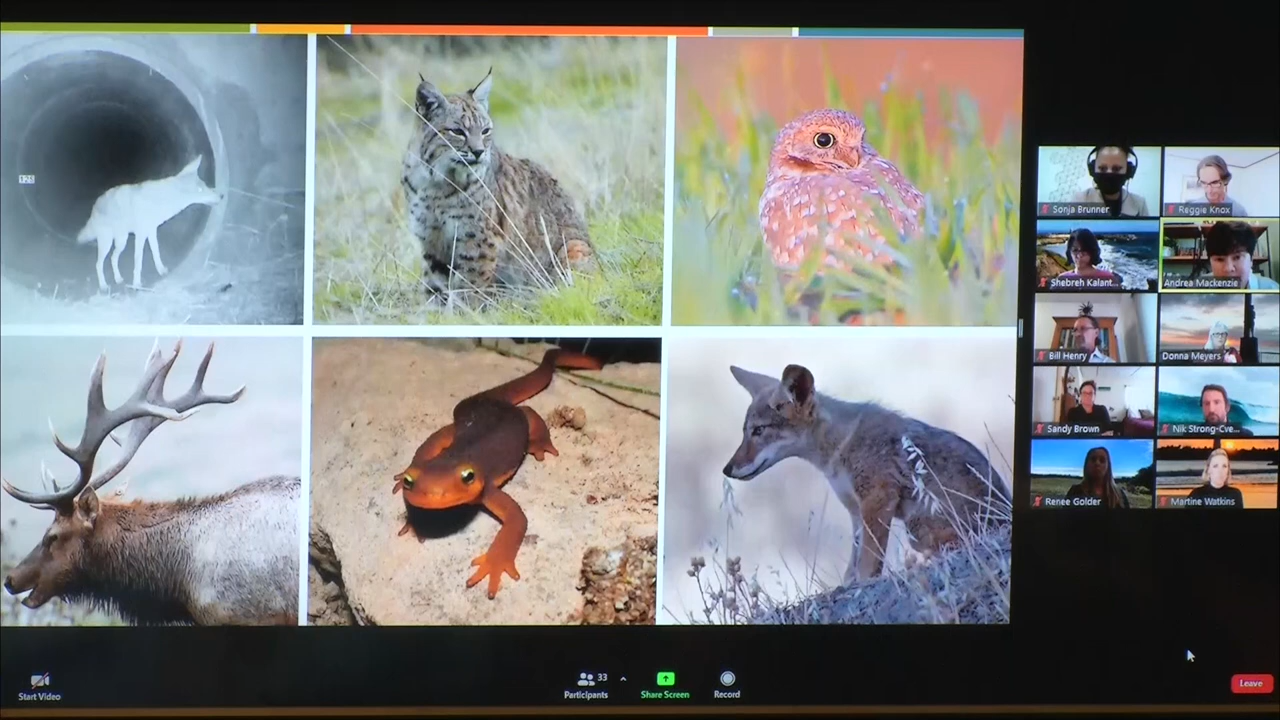 126
Sonja Brunner
Reggie Knox
Shebreh Kalant...
Andrea Mackenzie
Bill Henry
Donna Meyers
Sandy Brown
Nik Strong-Cve...
Renee Golder
Martine Watkins
Start Video
33
Participants
Share Screen
Record
Leave